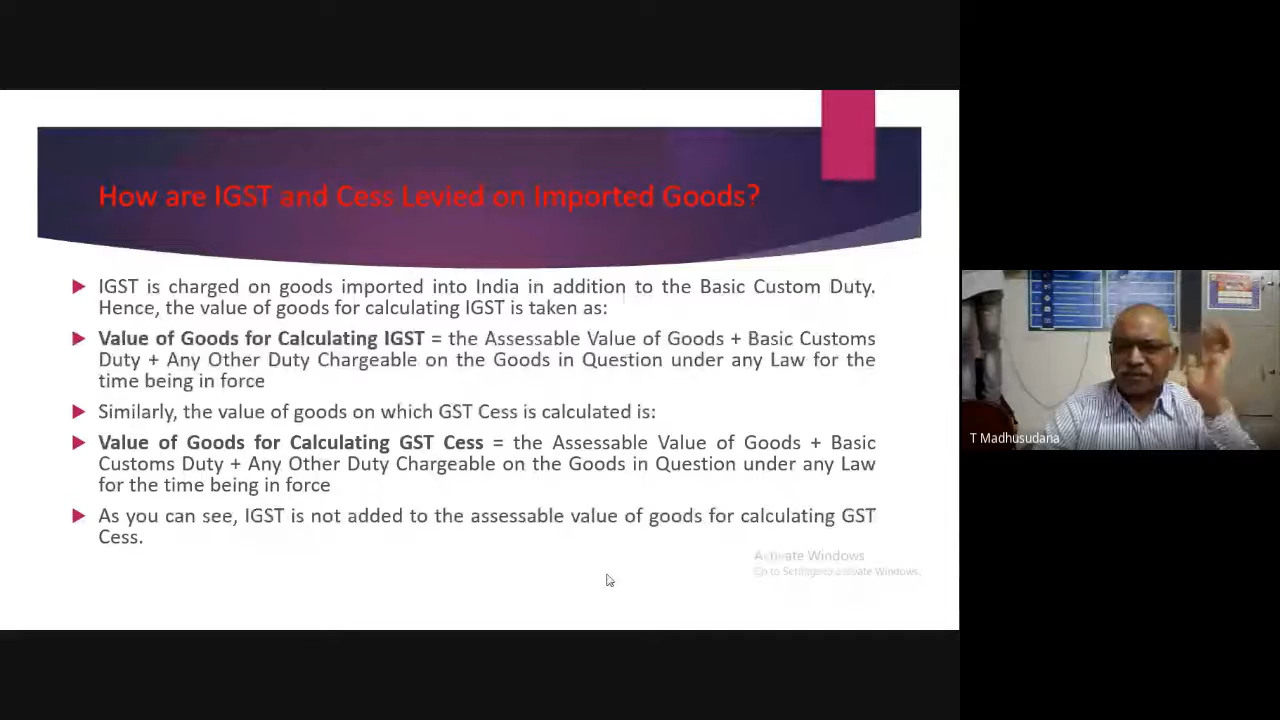 How are IGST and Cess Levied on Imported Goods?
IGST is charged on goods imported into India in addition to the Basic Custom Duty.
Hence, the value of goods for calculating IGST is taken as:
Value of Goods for Calculating IGST = the Assessable Value of Goods + Basic Customs
Duty + Any Other Duty Chargeable on the Goods in Question under any Law for the
time being in force
Similarly, the value of goods on which GST Cess is calculated is:
Value of Goods for Calculating GST Cess = the Assessable Value of Goods + Basic
Customs Duty + Any Other Duty Chargeable on the Goods in Question under any Law
for the time being in force
As you can see, IGST is not added to the assessable value of goods for calculating GST
Cess.
Activate Windows
Go to Settings to activate Windows.
T Madhusudana